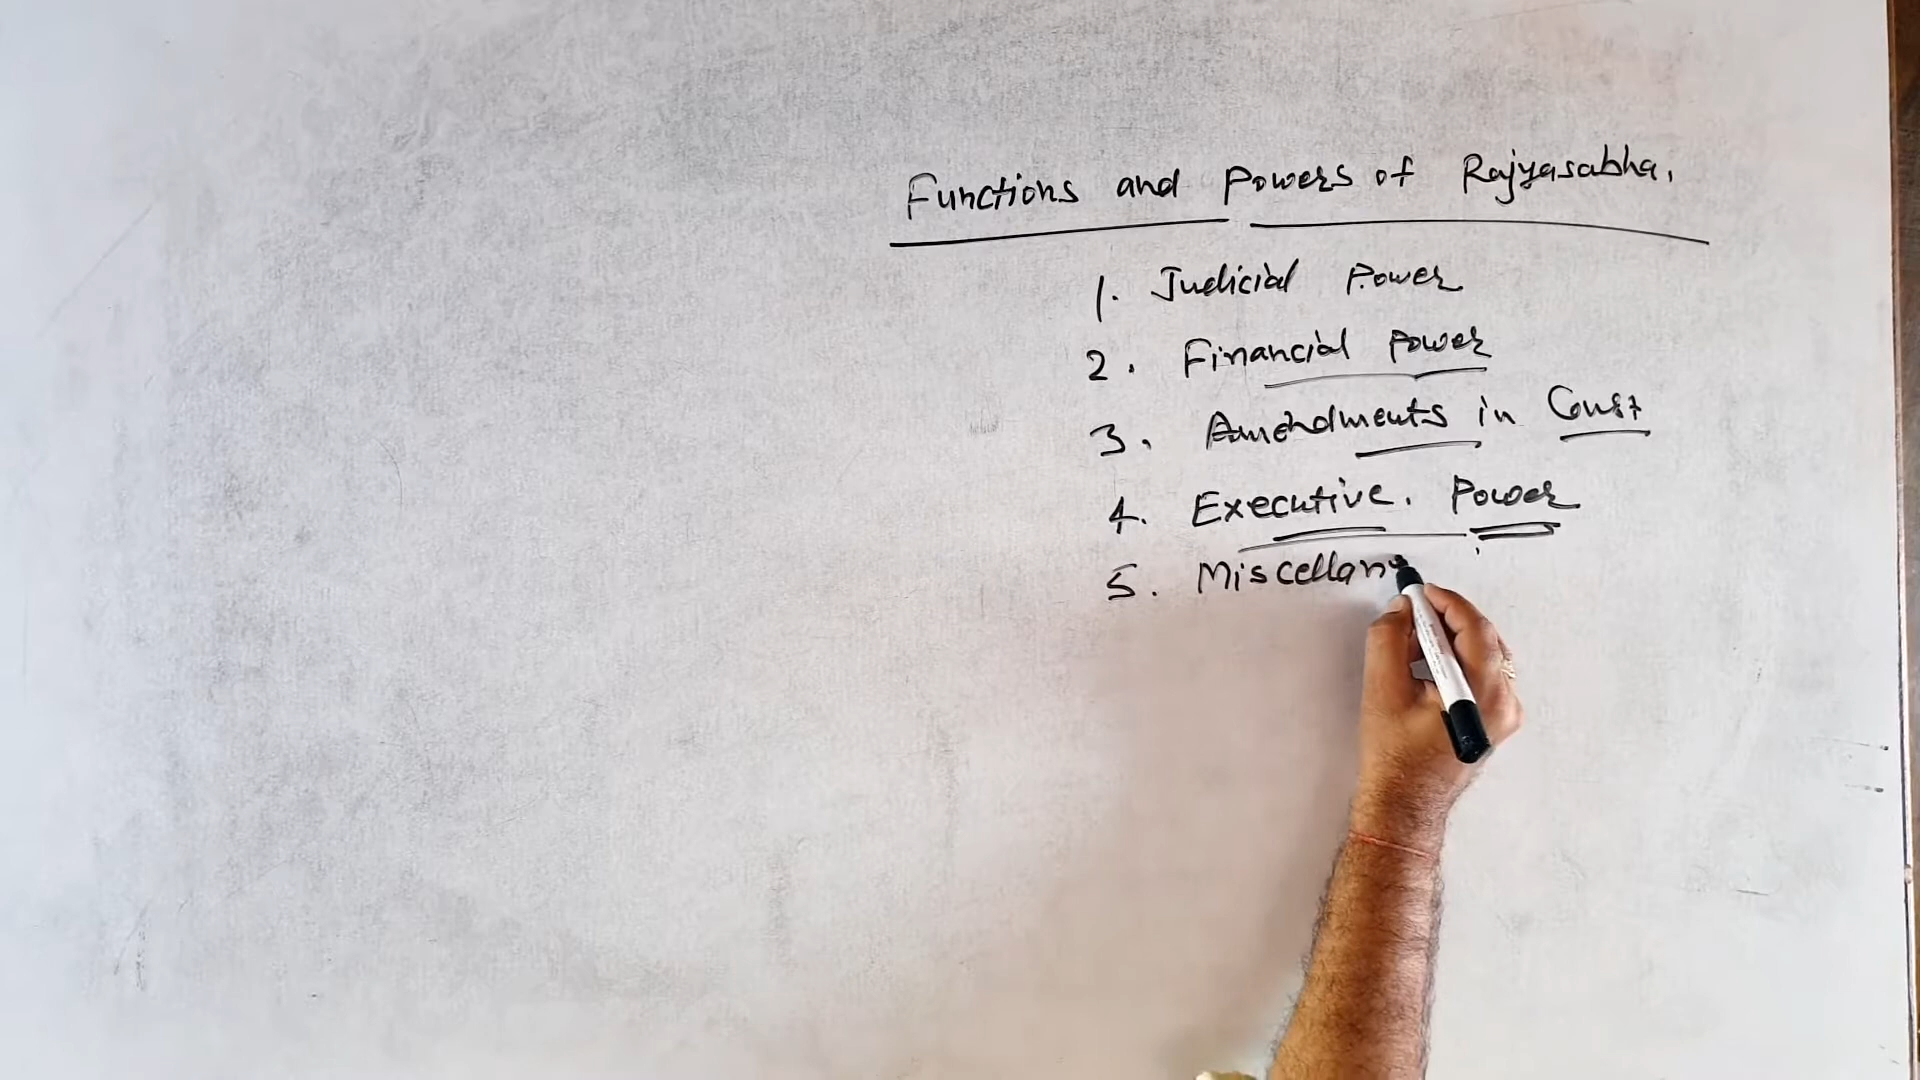 Functions and Powers of Rajyasabha.
1. Judicial Power
2. Financial Power
3. Amendments in Const
4. Executive. Power
5. Miscellan